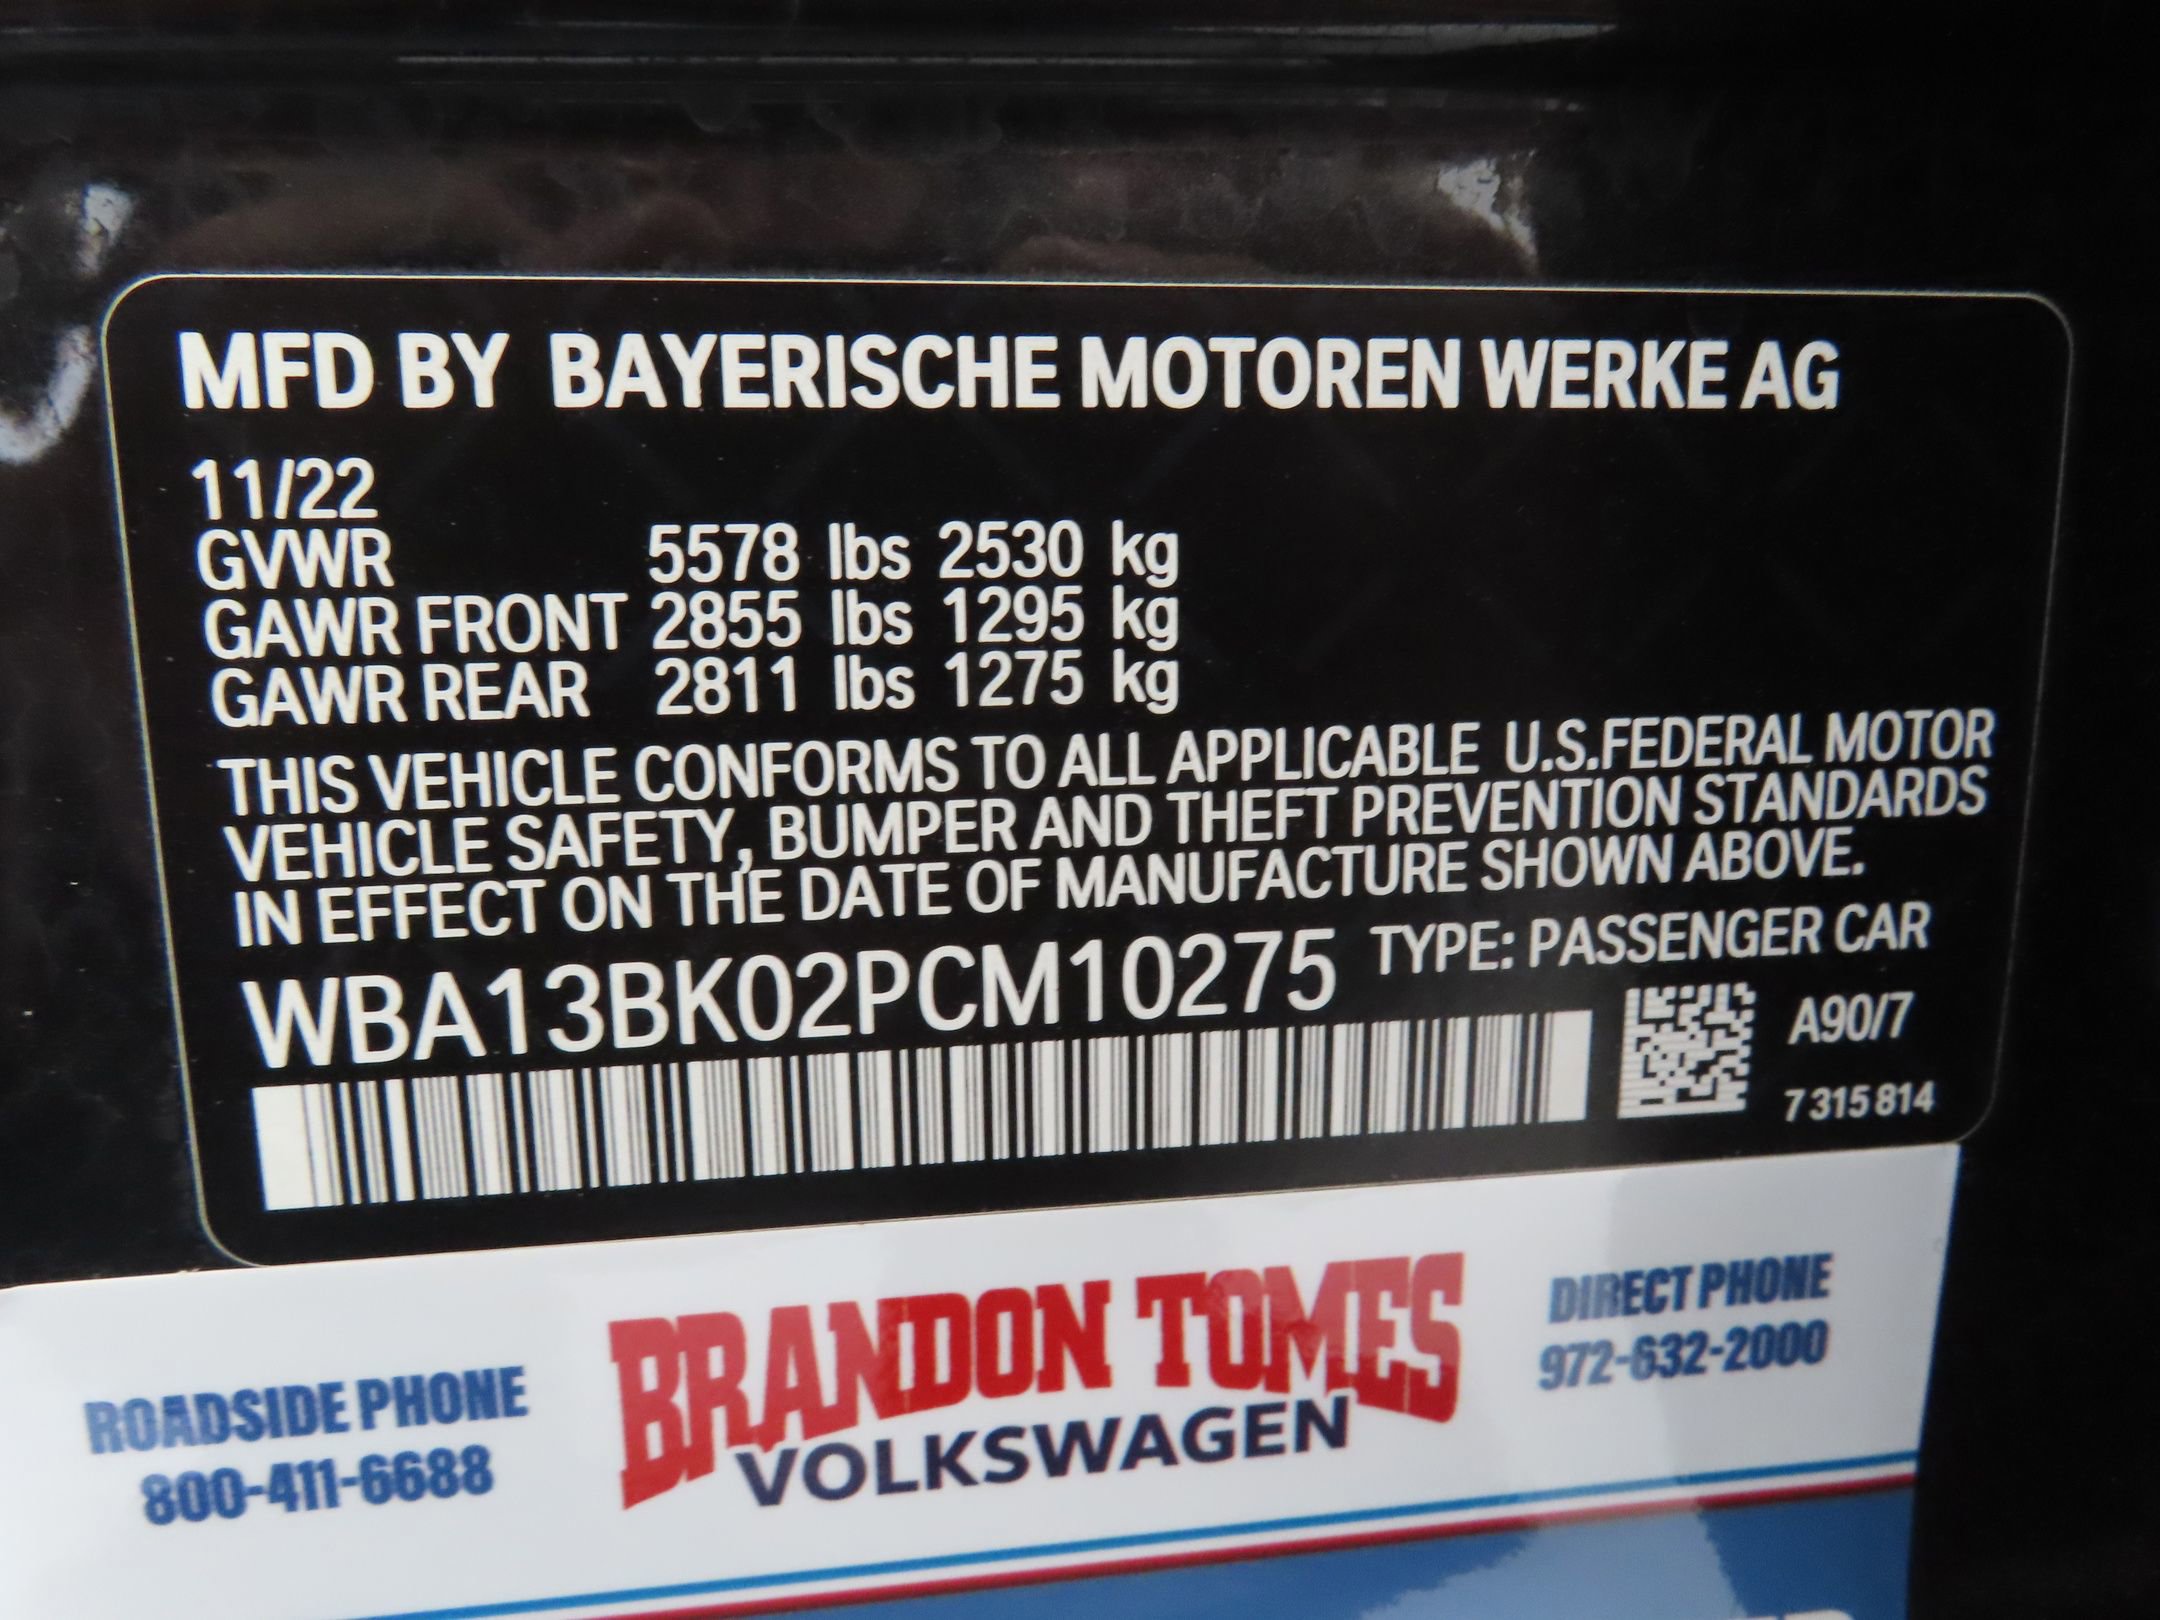 MFD BY BAYERISCHE MOTOREN WERKE AG
11/22
GVWR 5578 lbs 2530 kg
GAWR FRONT 2855 lbs 1295 kg
GAWR REAR 2811 lbs 1275 kg
THIS VEHICLE CONFORMS TO ALL APPLICABLE U.S.FEDERAL MOTOR
VEHICLE SAFETY, BUMPER AND THEFT PREVENTION STANDARDS
IN EFFECT ON THE DATE OF MANUFACTURE SHOWN ABOVE.
WBA13BK02PCM10275 TYPE: PASSENGER CAR
A90/7
7 315 814
ROADSIDE PHONE
800-411-6688
BRANDON TOMES
VOLKSWAGEN
DIRECT PHONE
972-632-2000